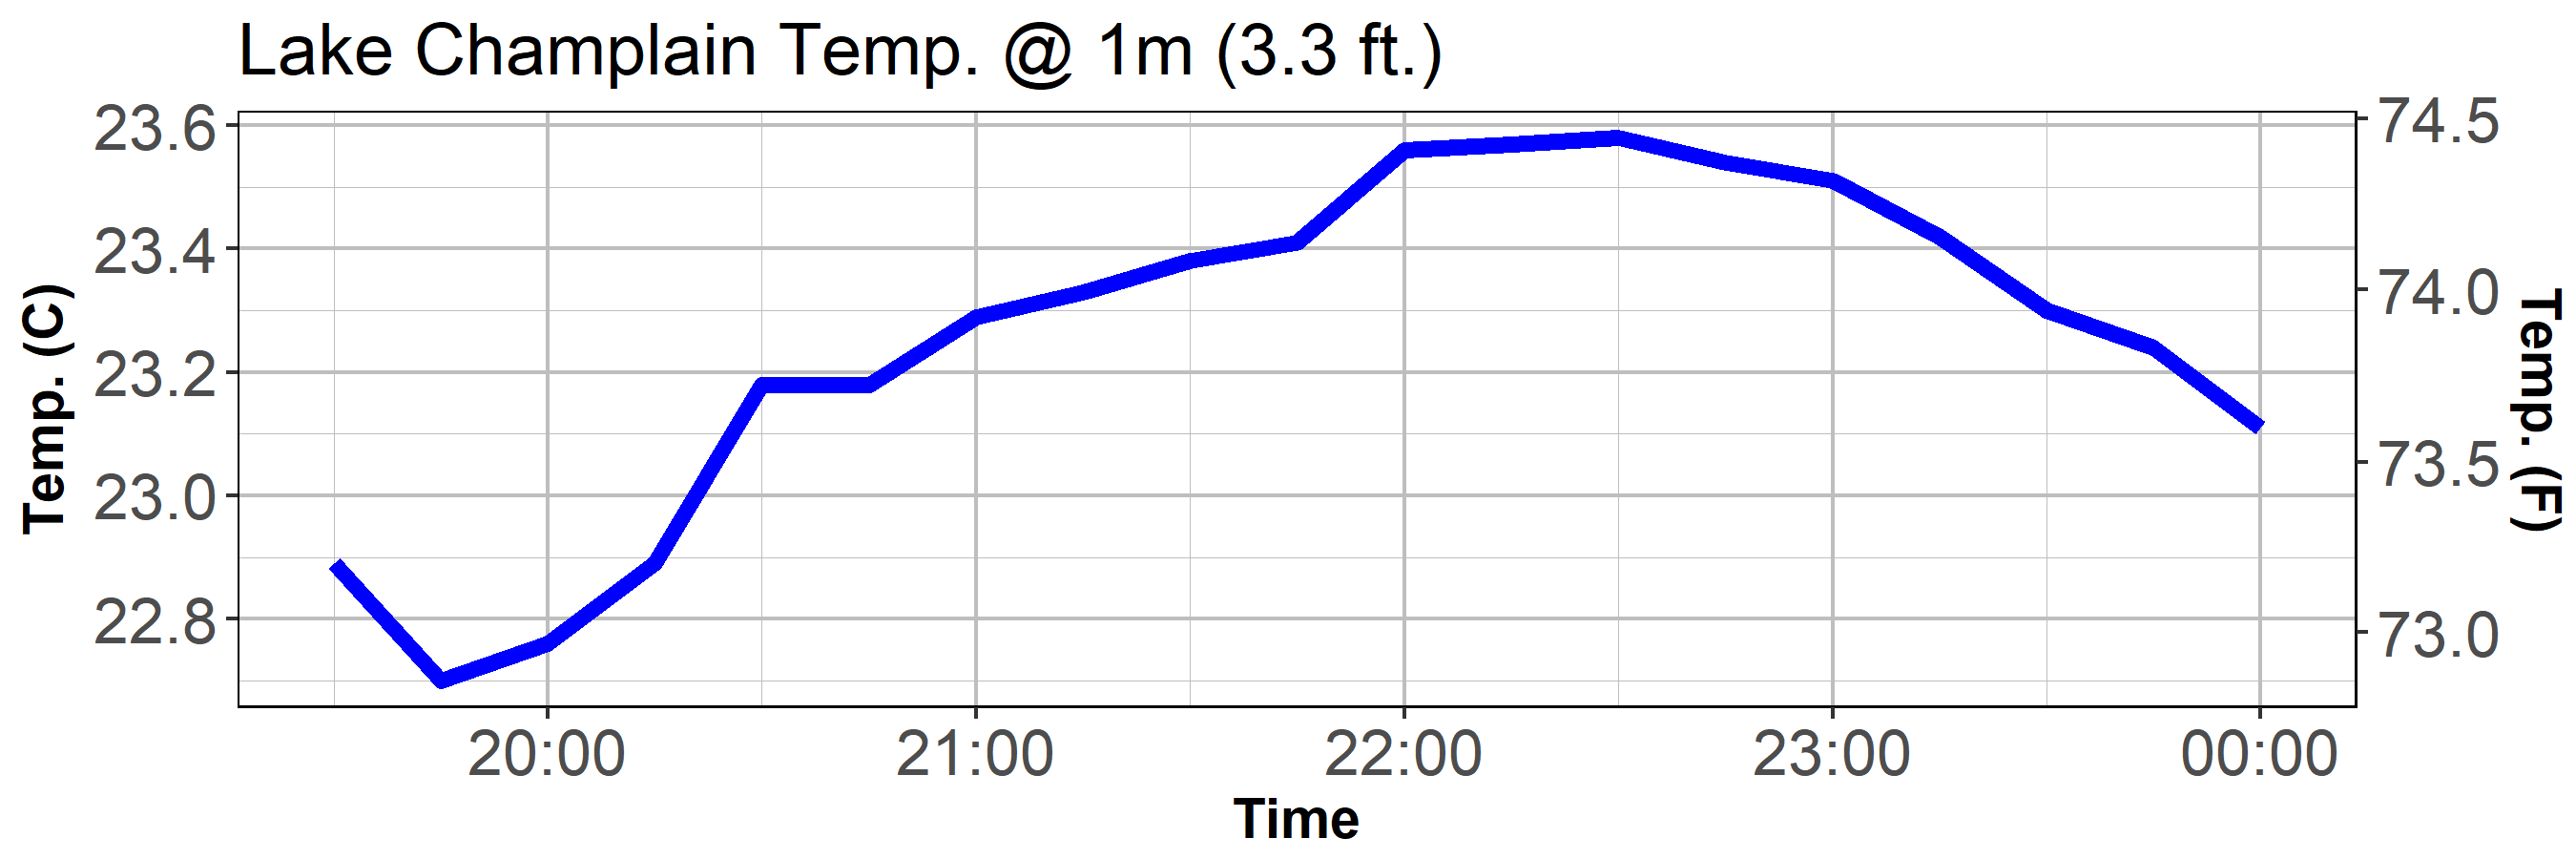 Lake Champlain Temp. @ 1m (3.3 ft.)
23.6
23.4
23.2
23.0
22.8
Temp. (C)
74.5
74.0
73.5
73.0
Temp. (F)
20:00 21:00 22:00 23:00 00:00
Time